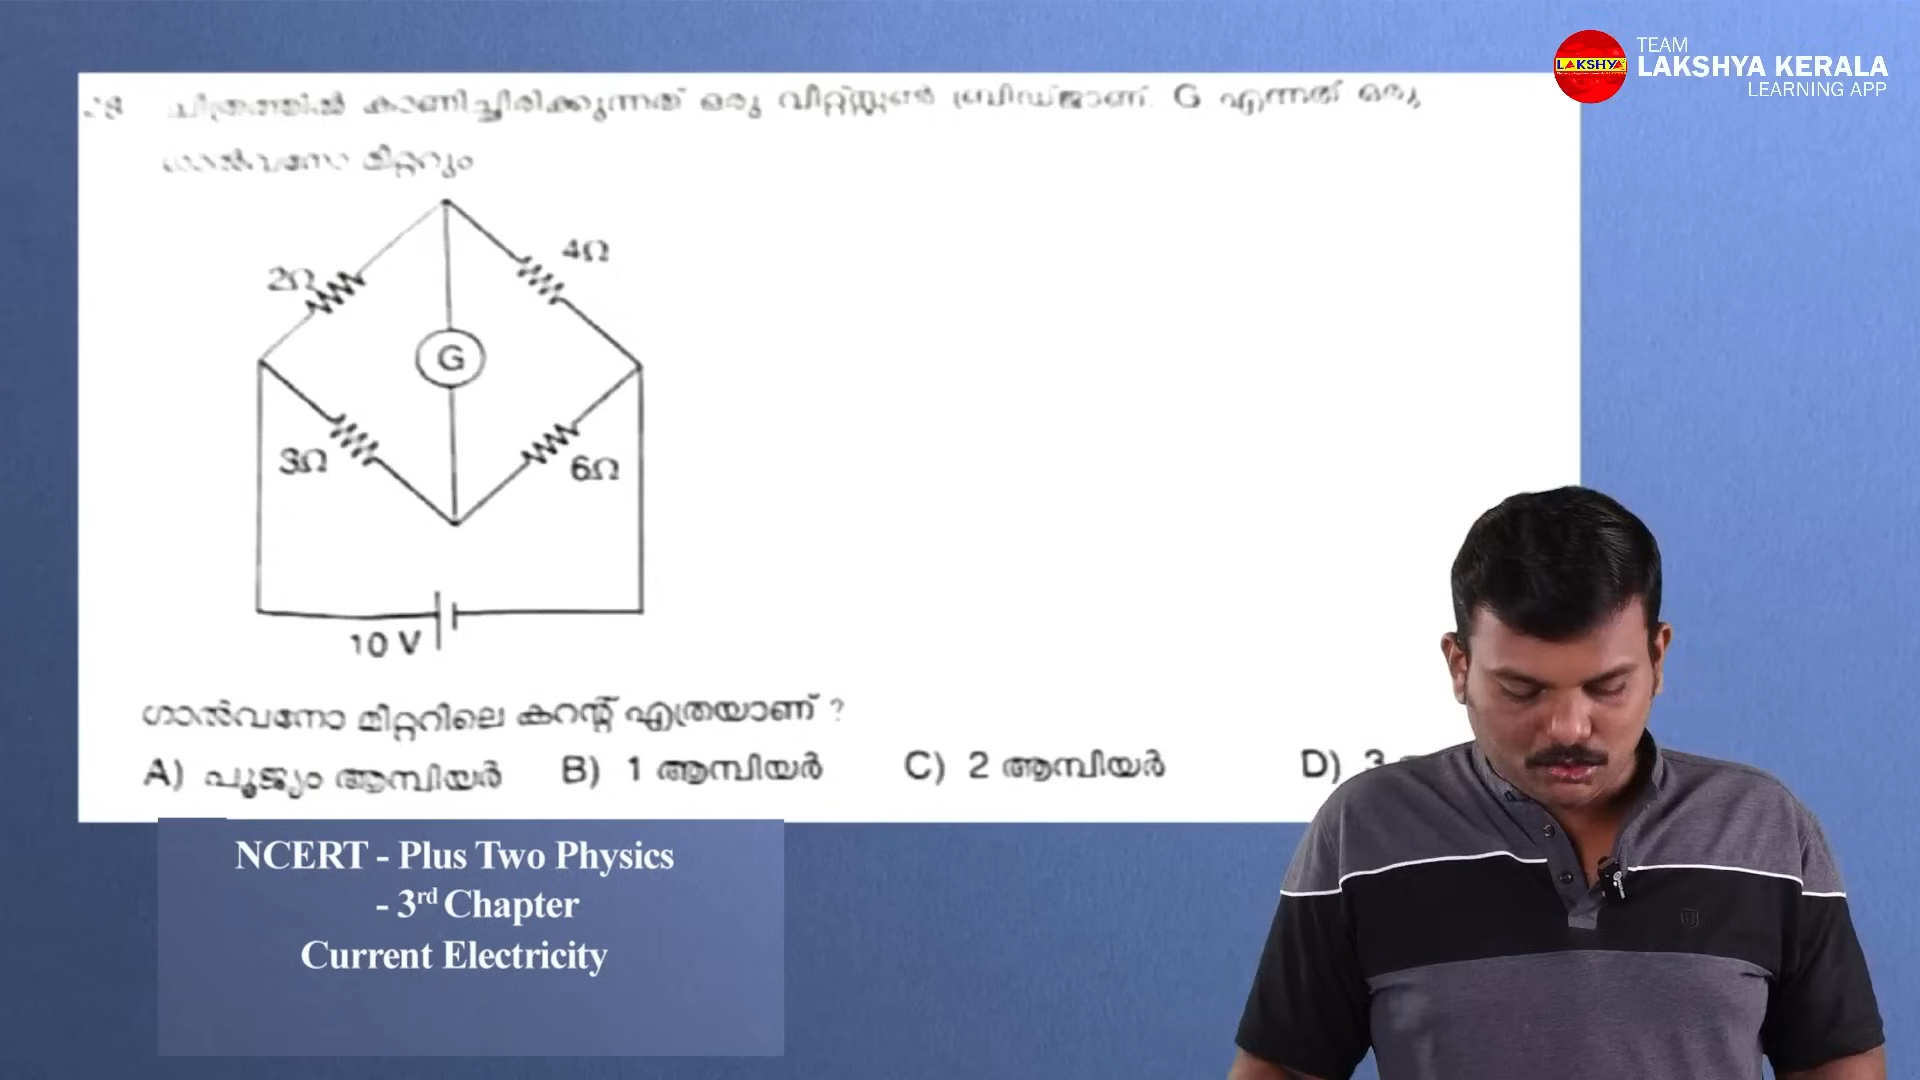 TEAM
LAKSHYA KERALA
LEARNING APP
LAKSHYA
ചിത്രത്തിൽ കാണിച്ചിരിക്കുന്നത് ഒരു വീറ്റ്സ്റ്റൺ ബ്രിഡ്ജാണ്. G എന്നത് ഒരു
ഗാൽവനോ മീറ്ററും
2Ω
4Ω
G
3Ω
6Ω
10 V
ഗാൽവനോ മീറ്ററിലെ കറന്റ് എത്രയാണ് ?
A) പൂജ്യം ആമ്പിയർ B) 1 ആമ്പിയർ C) 2 ആമ്പിയർ D) 3
NCERT - Plus Two Physics
- 3rd Chapter
Current Electricity